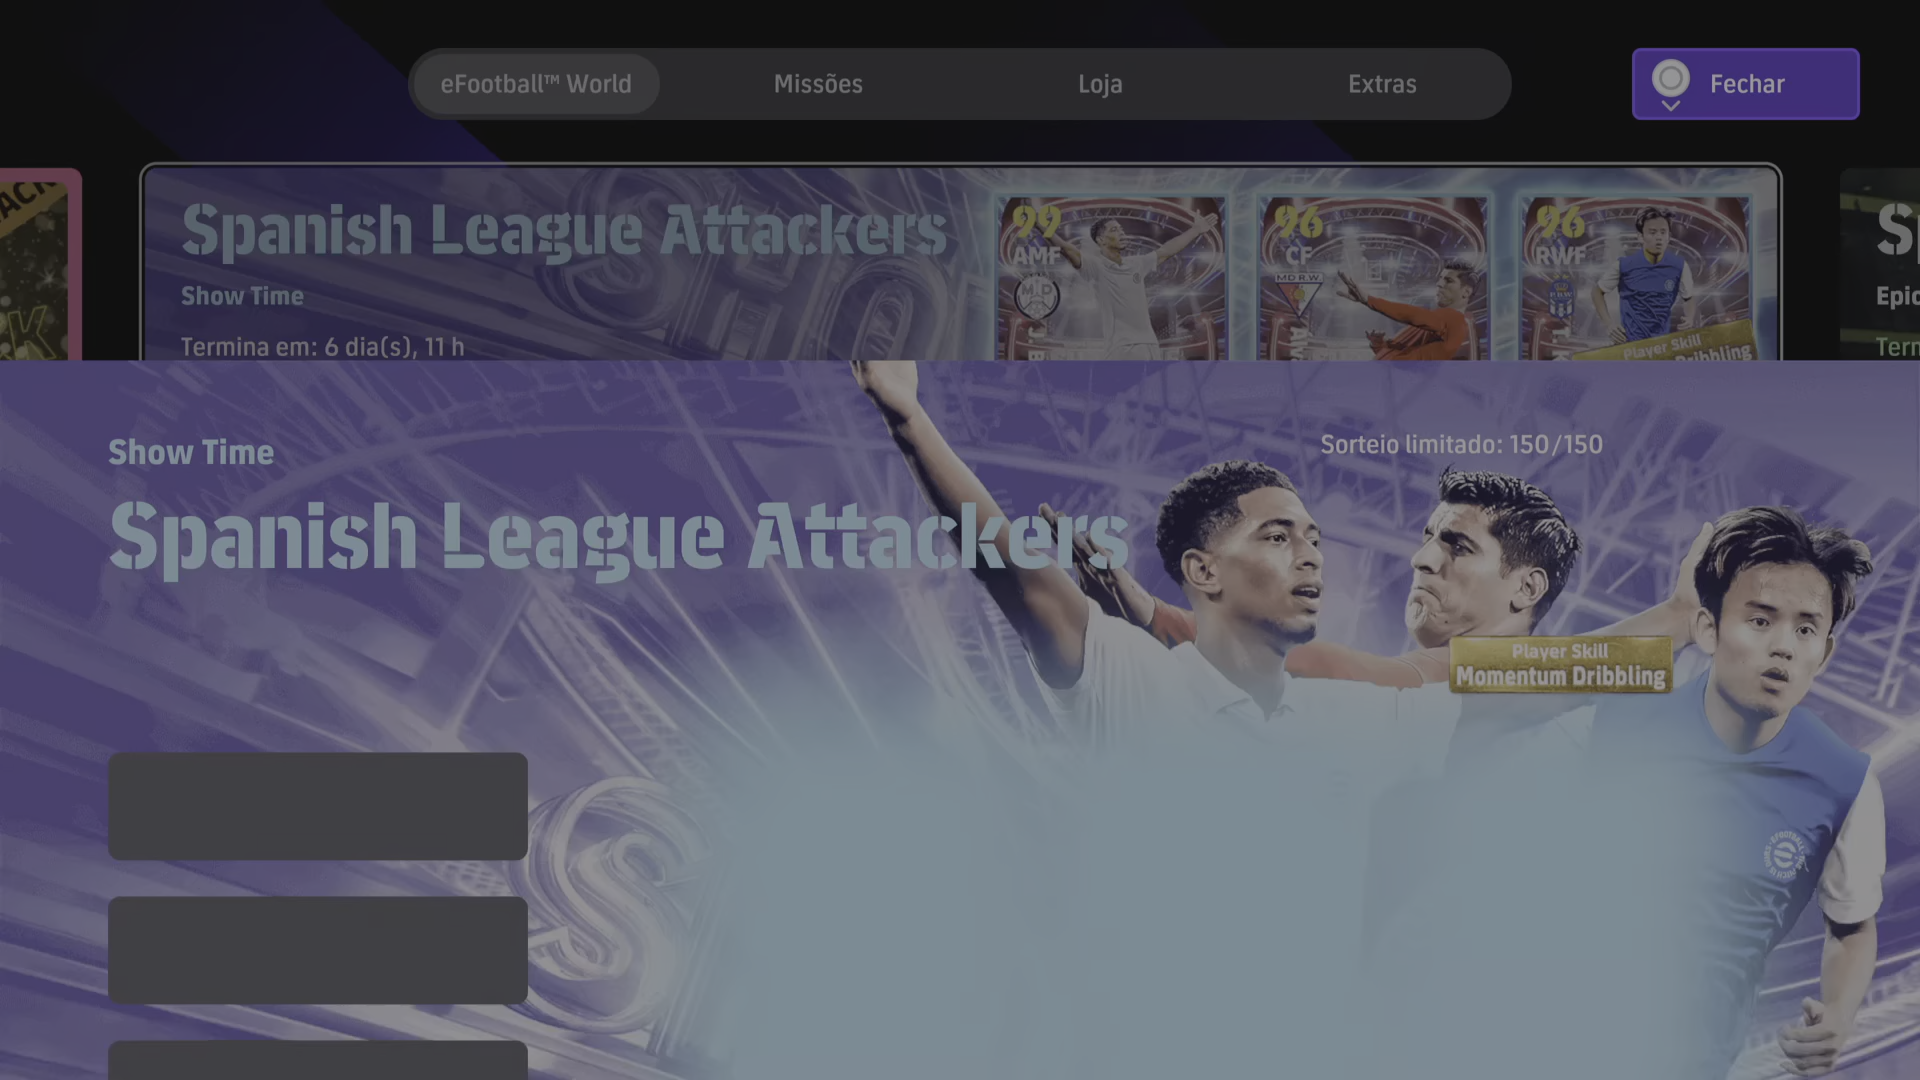 eFootball™ World
Missões
Loja
Extras
Fechar
Spanish League Attackers
Show Time
Termina em: 6 dia(s), 11 h
99
AMF
96
CF
MD R.W
96
RWF
Player Skill
Dribbling
Epic
Show Time
Sorteio limitado: 150/150
Spanish League Attackers
Player Skill
Momentum Dribbling